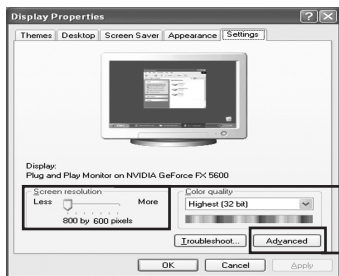 Display Properties
Themes Desktop Screen Saver Appearance Settings
Display:
Plug and Play Monitor on NVIDIA GeForce FX 5600
Screen resolution
Less More
800 by 600 pixels
Color quality
Highest (32 bit)
Troubleshoot... Advanced
OK Cancel Apply